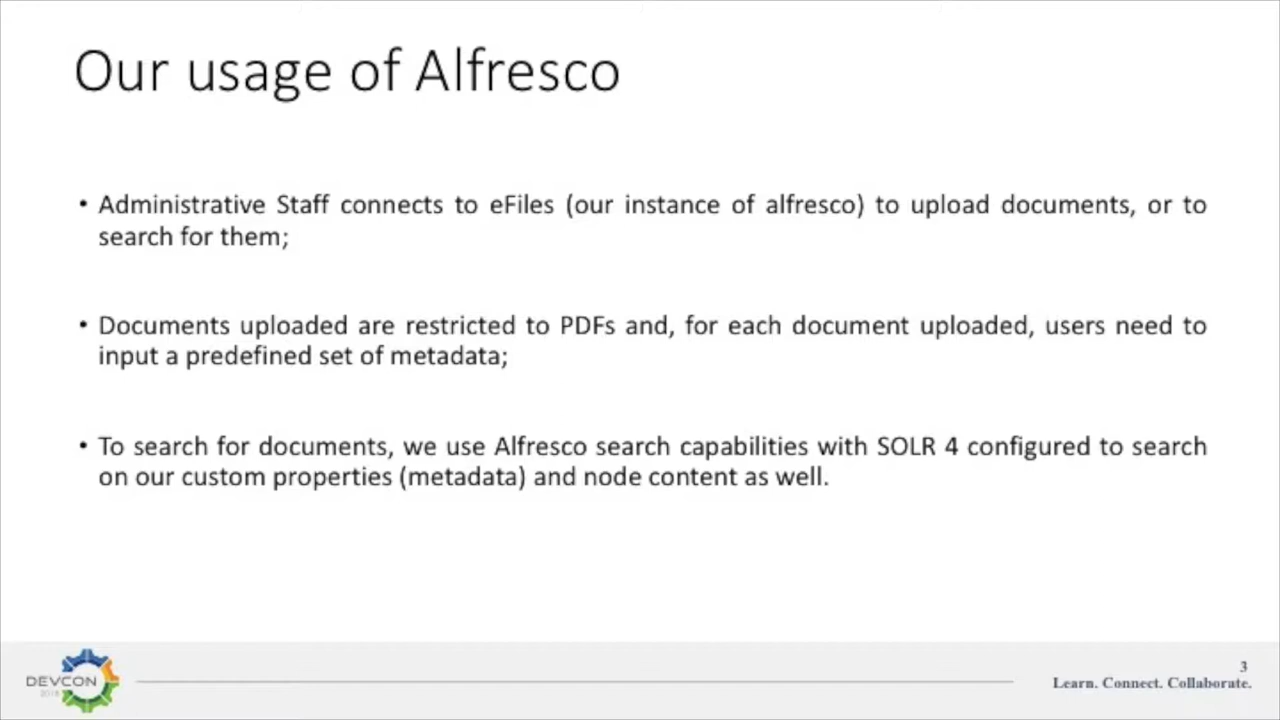 Our usage of Alfresco
• Administrative Staff connects to eFiles (our instance of alfresco) to upload documents, or to
search for them;
• Documents uploaded are restricted to PDFs and, for each document uploaded, users need to
input a predefined set of metadata;
• To search for documents, we use Alfresco search capabilities with SOLR 4 configured to search
on our custom properties (metadata) and node content as well.
3
DEVCON
Learn. Connect. Collaborate.